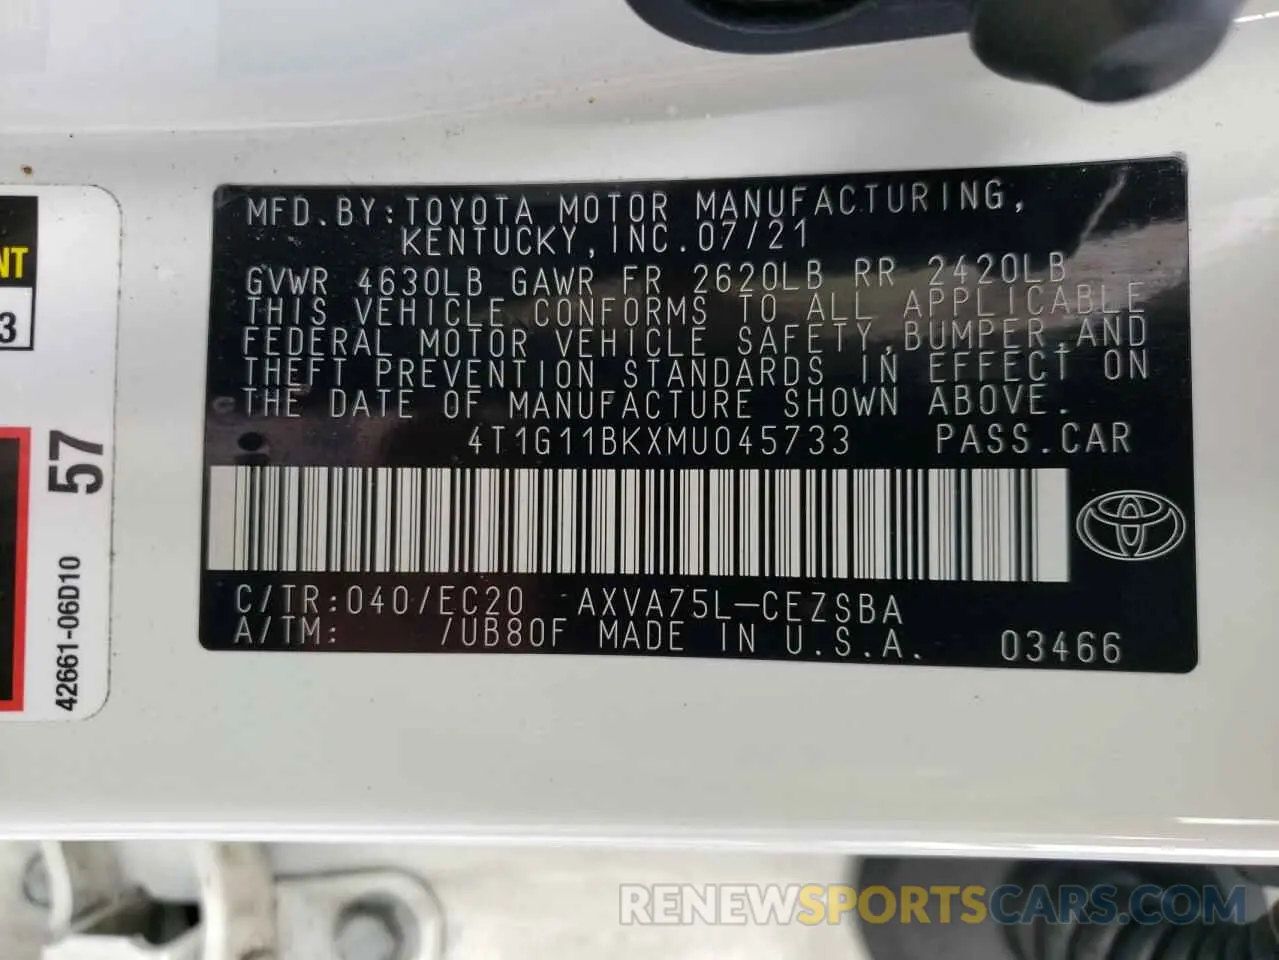 MFD.BY:TOYOTA MOTOR MANUFACTURING,
KENTUCKY,INC.07/21
GVWR 4630LB GAWR FR 2620LB RR 2420LB
THIS VEHICLE CONFORMS TO ALL APPLICABLE
FEDERAL MOTOR VEHICLE SAFETY,BUMPER,AND
THEFT PREVENTION STANDARDS IN EFFECT ON
THE DATE OF MANUFACTURE SHOWN ABOVE.
4T1G11BKXMU045733 PASS.CAR
C/TR:040/EC20 AXVA75L-CEZSBA
A/TM: /UB80F MADE IN U.S.A. 03466
NT
3
57
42661-06D10
RENEWSPORTSCARS.COM